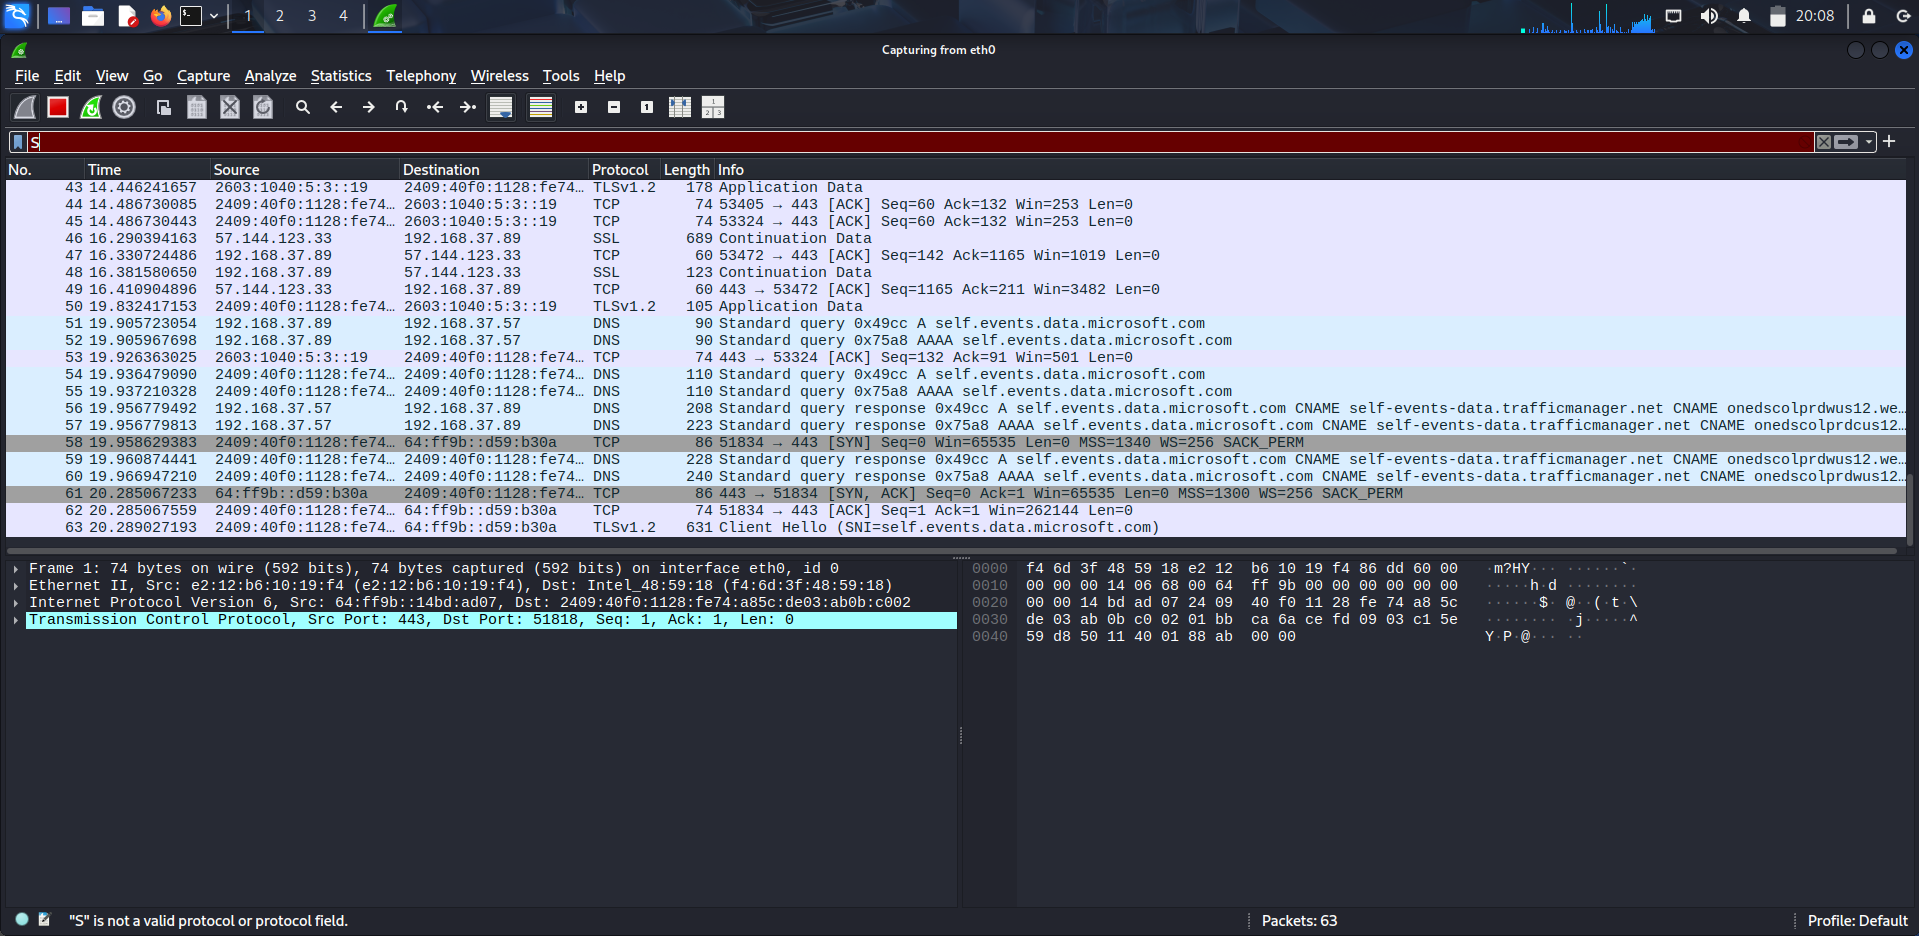 1 2 3 4 20:08
Capturing from eth0
File Edit View Go Capture Analyze Statistics Telephony Wireless Tools Help
S
No. Time Source Destination Protocol Length Info
43 14.446241657 2603:1040:5:3::19 2409:40f0:1128:fe74… TLSv1.2 178 Application Data
44 14.486730085 2409:40f0:1128:fe74… 2603:1040:5:3::19 TCP 74 53405 → 443 [ACK] Seq=60 Ack=132 Win=253 Len=0
45 14.486730443 2409:40f0:1128:fe74… 2603:1040:5:3::19 TCP 74 53324 → 443 [ACK] Seq=60 Ack=132 Win=253 Len=0
46 16.290394163 57.144.123.33 192.168.37.89 SSL 689 Continuation Data
47 16.330724486 192.168.37.89 57.144.123.33 TCP 60 53472 → 443 [ACK] Seq=142 Ack=1165 Win=1019 Len=0
48 16.381580650 192.168.37.89 57.144.123.33 SSL 123 Continuation Data
49 16.410904896 57.144.123.33 192.168.37.89 TCP 60 443 → 53472 [ACK] Seq=1165 Ack=211 Win=3482 Len=0
50 19.832417153 2409:40f0:1128:fe74… 2603:1040:5:3::19 TLSv1.2 105 Application Data
51 19.905723054 192.168.37.89 192.168.37.57 DNS 90 Standard query 0x49cc A self.events.data.microsoft.com
52 19.905967698 192.168.37.89 192.168.37.57 DNS 90 Standard query 0x75a8 AAAA self.events.data.microsoft.com
53 19.926363025 2603:1040:5:3::19 2409:40f0:1128:fe74… TCP 74 443 → 53324 [ACK] Seq=132 Ack=91 Win=501 Len=0
54 19.936479090 2409:40f0:1128:fe74… 2409:40f0:1128:fe74… DNS 110 Standard query 0x49cc A self.events.data.microsoft.com
55 19.937210328 2409:40f0:1128:fe74… 2409:40f0:1128:fe74… DNS 110 Standard query 0x75a8 AAAA self.events.data.microsoft.com
56 19.956779492 192.168.37.57 192.168.37.89 DNS 208 Standard query response 0x49cc A self.events.data.microsoft.com CNAME self-events-data.trafficmanager.net CNAME onedscolprdwus12.we…
57 19.956779813 192.168.37.57 192.168.37.89 DNS 223 Standard query response 0x75a8 AAAA self.events.data.microsoft.com CNAME self-events-data.trafficmanager.net CNAME onedscolprdcus12…
58 19.958629383 2409:40f0:1128:fe74… 64:ff9b::d59:b30a TCP 86 51834 → 443 [SYN] Seq=0 Win=65535 Len=0 MSS=1340 WS=256 SACK_PERM
59 19.960874441 2409:40f0:1128:fe74… 2409:40f0:1128:fe74… DNS 228 Standard query response 0x49cc A self.events.data.microsoft.com CNAME self-events-data.trafficmanager.net CNAME onedscolprdwus12.we…
60 19.966947210 2409:40f0:1128:fe74… 2409:40f0:1128:fe74… DNS 240 Standard query response 0x75a8 AAAA self.events.data.microsoft.com CNAME self-events-data.trafficmanager.net CNAME onedscolprdwus12…
61 20.285067233 64:ff9b::d59:b30a 2409:40f0:1128:fe74… TCP 86 443 → 51834 [SYN, ACK] Seq=0 Ack=1 Win=65535 Len=0 MSS=1300 WS=256 SACK_PERM
62 20.285067559 2409:40f0:1128:fe74… 64:ff9b::d59:b30a TCP 74 51834 → 443 [ACK] Seq=1 Ack=1 Win=262144 Len=0
63 20.289027193 2409:40f0:1128:fe74… 64:ff9b::d59:b30a TLSv1.2 631 Client Hello (SNI=self.events.data.microsoft.com)
Frame 1: 74 bytes on wire (592 bits), 74 bytes captured (592 bits) on interface eth0, id 0
Ethernet II, Src: e2:12:b6:10:19:f4 (e2:12:b6:10:19:f4), Dst: Intel_48:59:18 (f4:6d:3f:48:59:18)
Internet Protocol Version 6, Src: 64:ff9b::14bd:ad07, Dst: 2409:40f0:1128:fe74:a85c:de03:ab0b:c002
Transmission Control Protocol, Src Port: 443, Dst Port: 51818, Seq: 1, Ack: 1, Len: 0
0000 f4 6d 3f 48 59 18 e2 12 b6 10 19 f4 86 dd 60 00 ·m?HY··· ······`·
0010 00 00 00 14 06 68 00 64 ff 9b 00 00 00 00 00 00 ·····h·d ········
0020 00 00 14 bd ad 07 24 09 40 f0 11 28 fe 74 a8 5c ······$· @··(·t·\
0030 de 03 ab 0b c0 02 01 bb ca 6a ce fd 09 03 c1 5e ········ ·j·····^
0040 59 d8 50 11 40 01 88 ab 00 00 Y·P·@··· ··
"S" is not a valid protocol or protocol field.
Packets: 63
Profile: Default